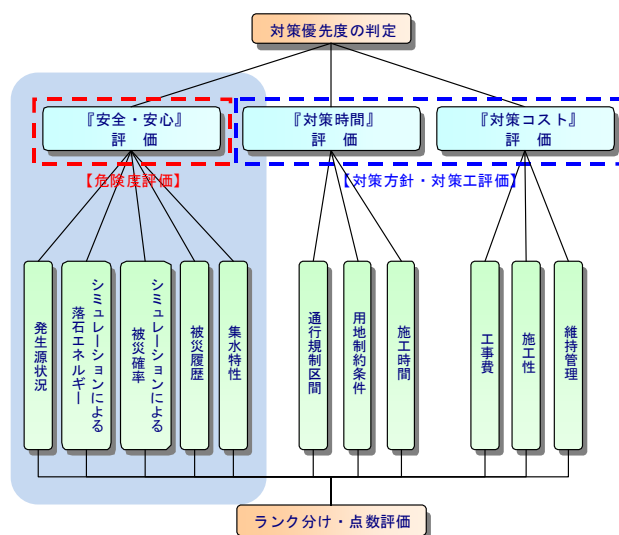 対策優先度の判定
『安全・安心』
評　価
『対策時間』
評　価
『対策コスト』
評　価
【危険度評価】
【対策方針・対策工評価】
発生源状況
シミュレーションによる
落石エネルギー
シミュレーションによる
被災確率
被災履歴
集水特性
通行規制区間
用地制約条件
施工時間
工事費
施工性
維持管理
ランク分け・点数評価